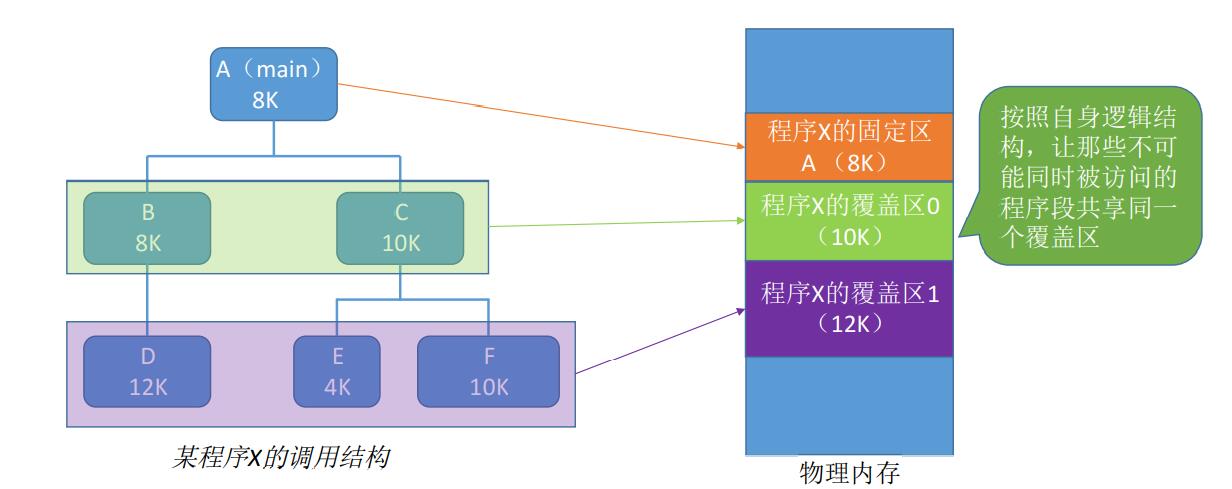 A（main）
8K
B
8K
C
10K
D
12K
E
4K
F
10K
某程序X的调用结构
程序X的固定区
A（8K）
程序X的覆盖区0
（10K）
程序X的覆盖区1
（12K）
物理内存
按照自身逻辑结
构，让那些不可
能同时被访问的
程序段共享同一
个覆盖区